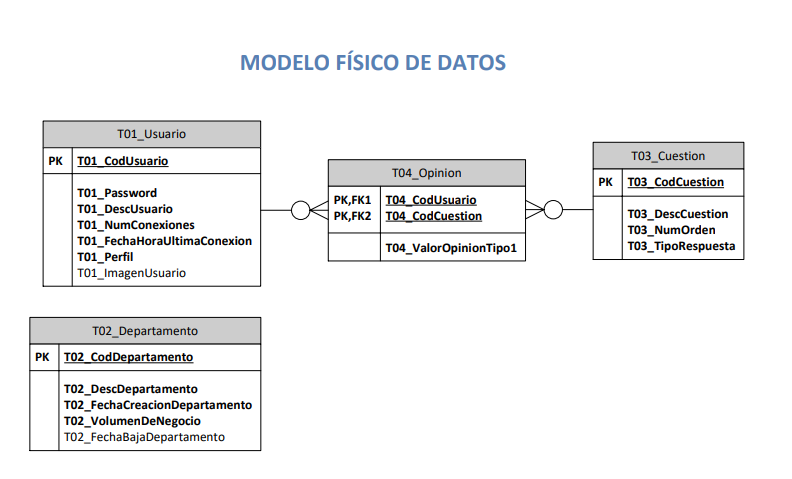 MODELO FÍSICO DE DATOS
T01_Usuario
PK T01_CodUsuario
T01_Password
T01_DescUsuario
T01_NumConexiones
T01_FechaHoraUltimaConexion
T01_Perfil
T01_ImagenUsuario
T04_Opinion
PK,FK1 T04_CodUsuario
PK,FK2 T04_CodCuestion
T04_ValorOpinionTipo1
T03_Cuestion
PK T03_CodCuestion
T03_DescCuestion
T03_NumOrden
T03_TipoRespuesta
T02_Departamento
PK T02_CodDepartamento
T02_DescDepartamento
T02_FechaCreacionDepartamento
T02_VolumenDeNegocio
T02_FechaBajaDepartamento